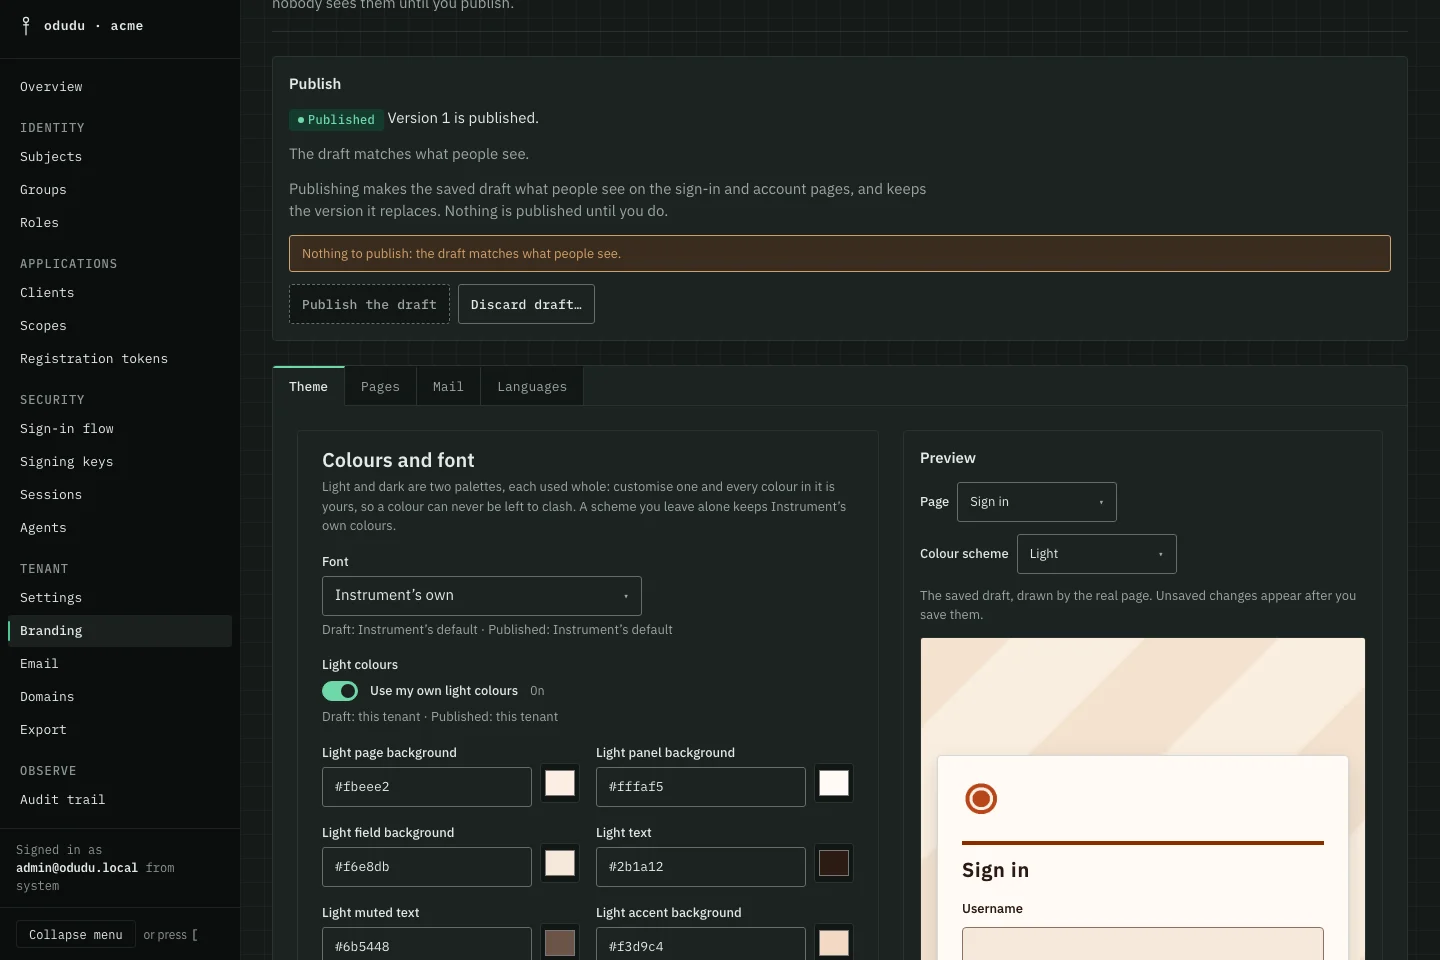 odudu · acme
Overview
IDENTITY
Subjects
Groups
Roles
APPLICATIONS
Clients
Scopes
Registration tokens
SECURITY
Sign-in flow
Signing keys
Sessions
Agents
TENANT
Settings
Branding
Email
Domains
Export
OBSERVE
Audit trail
Signed in as
admin@odudu.local from
system
Collapse menu or press [
nobody sees them until you publish.
Publish
Published Version 1 is published.
The draft matches what people see.
Publishing makes the saved draft what people see on the sign-in and account pages, and keeps
the version it replaces. Nothing is published until you do.
Nothing to publish: the draft matches what people see.
Publish the draft Discard draft…
Theme Pages Mail Languages
Colours and font
Light and dark are two palettes, each used whole: customise one and every colour in it is
yours, so a colour can never be left to clash. A scheme you leave alone keeps Instrument’s
own colours.
Font
Instrument’s own
Draft: Instrument’s default · Published: Instrument’s default
Light colours
Use my own light colours On
Draft: this tenant · Published: this tenant
Light page background Light panel background
#fbeee2 #fffaf5
Light field background Light text
#f6e8db #2b1a12
Light muted text Light accent background
#6b5448 #f3d9c4
Preview
Page Sign in
Colour scheme Light
The saved draft, drawn by the real page. Unsaved changes appear after you
save them.
Sign in
Username